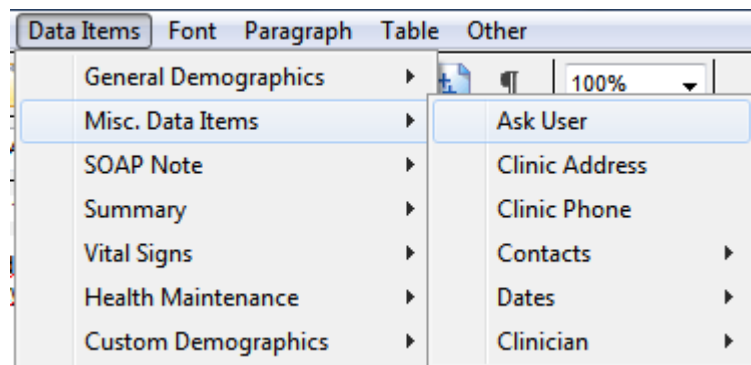 Data Items Font Paragraph Table Other
General Demographics
¶ 100%
Misc. Data Items
Ask User
SOAP Note
Clinic Address
Summary
Clinic Phone
Vital Signs
Contacts
Health Maintenance
Dates
Custom Demographics
Clinician